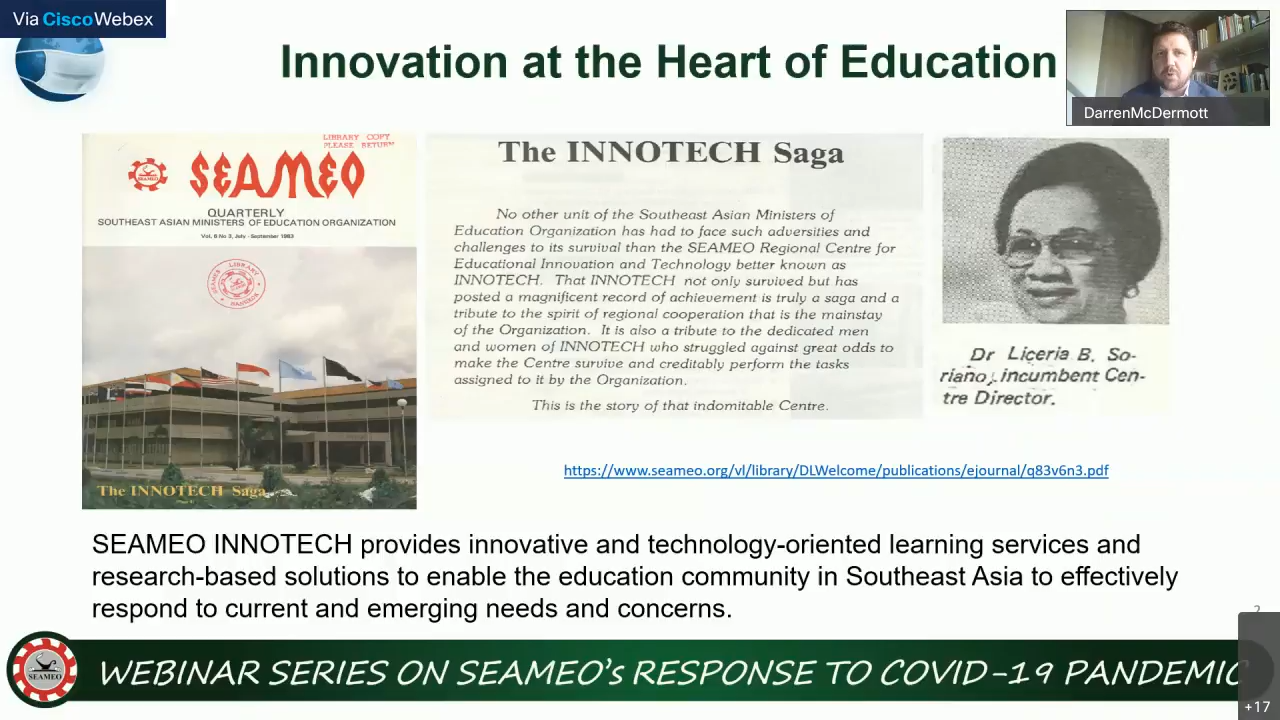 Via CiscoWebex
Innovation at the Heart of Education
DarrenMcDermott
LIBRARY COPY
PLEASE RETURN
SEAMEO
SEAMEO
QUARTERLY
SOUTHEAST ASIAN MINISTERS OF EDUCATION ORGANIZATION
Vol. 6 No 3, July - September 1983
The INNOTECH Saga
The INNOTECH Saga
No other unit of the Southeast Asian Ministers of
Education Organization has had to face such adversities and
challenges to its survival than the SEAMEO Regional Centre for
Educational Innovation and Technology better known as
INNOTECH. That INNOTECH not only survived but has
posted a magnificent record of achievement is truly a saga and a
tribute to the spirit of regional cooperation that is the mainstay
of the Organization. It is also a tribute to the dedicated men
and women of INNOTECH who struggled against great odds to
make the Centre survive and creditably perform the tasks
assigned to it by the Organization.
This is the story of that indomitable Centre.
Dr Liceria B. So-
riano, incumbent Cen-
tre Director.
https://www.seameo.org/vl/library/DLWelcome/publications/ejournal/q83v6n3.pdf
SEAMEO INNOTECH provides innovative and technology-oriented learning services and
research-based solutions to enable the education community in Southeast Asia to effectively
respond to current and emerging needs and concerns.
2
SEAMEO
WEBINAR SERIES ON SEAMEO's RESPONSE TO COVID-19 PANDEMIC
+17